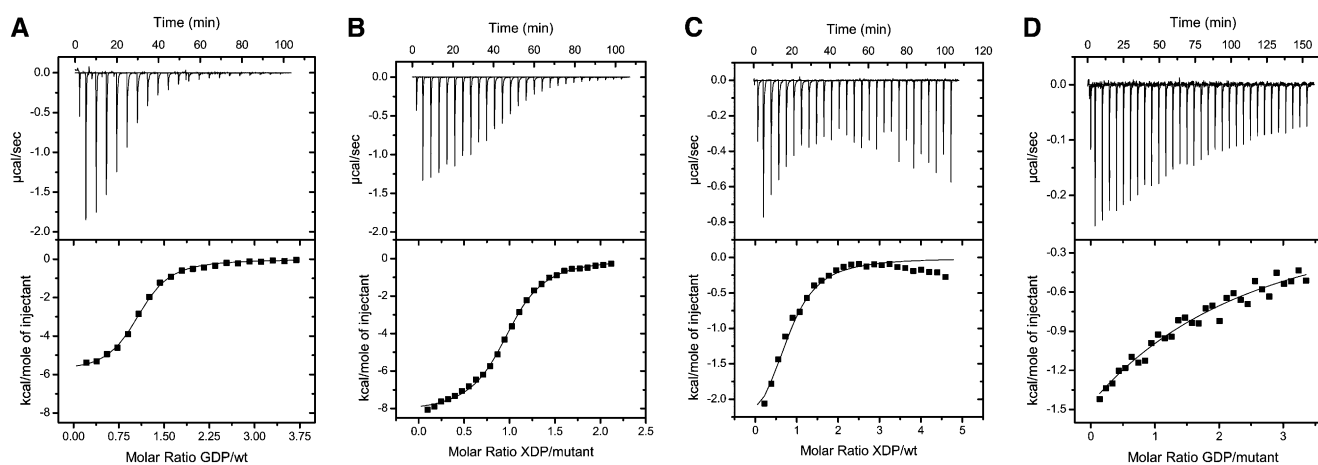 A
Time (min)
0 20 40 60 80 100
0.0
-0.5
-1.0
-1.5
-2.0
µcal/sec
0
-2
-4
-6
-8
kcal/mole of injectant
0.00 0.75 1.50 2.25 3.00 3.75
Molar Ratio GDP/wt
B
Time (min)
0 20 40 60 80 100
0.0
-0.5
-1.0
-1.5
-2.0
µcal/sec
0
-2
-4
-6
-8
kcal/mole of injectant
0.0 0.5 1.0 1.5 2.0 2.5
Molar Ratio XDP/mutant
C
Time (min)
0 20 40 60 80 100 120
0.0
-0.2
-0.4
-0.6
-0.8
µcal/sec
0.0
-0.5
-1.0
-1.5
-2.0
kcal/mole of injectant
0 1 2 3 4 5
Molar Ratio XDP/wt
D
Time (min)
0 25 50 75 100 125 150
0.0
-0.1
-0.2
µcal/sec
-0.3
-0.6
-0.9
-1.2
-1.5
kcal/mole of injectant
0 1 2 3
Molar Ratio GDP/mutant